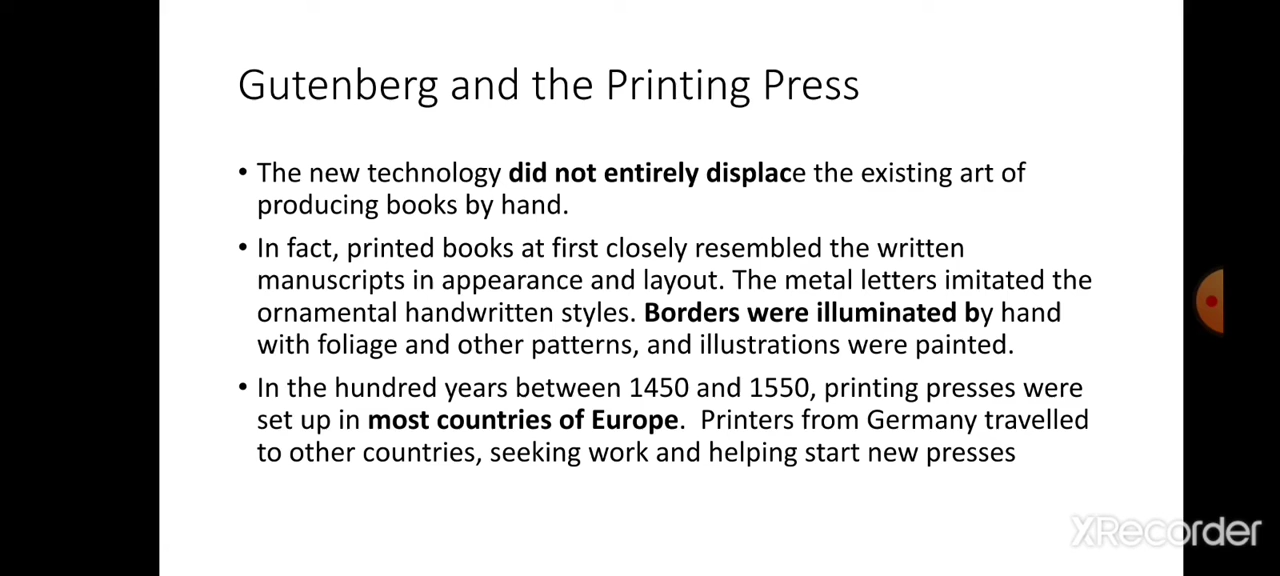 Gutenberg and the Printing Press
• The new technology did not entirely displace the existing art of
producing books by hand.
• In fact, printed books at first closely resembled the written
manuscripts in appearance and layout. The metal letters imitated the
ornamental handwritten styles. Borders were illuminated by hand
with foliage and other patterns, and illustrations were painted.
• In the hundred years between 1450 and 1550, printing presses were
set up in most countries of Europe. Printers from Germany travelled
to other countries, seeking work and helping start new presses
XRecorder